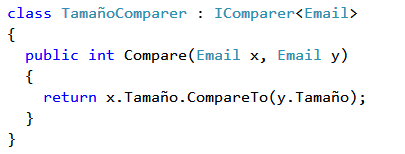 class TamañoComparer : IComparer<Email>
{
  public int Compare(Email x, Email y)
  {
    return x.Tamaño.CompareTo(y.Tamaño);
  }
}